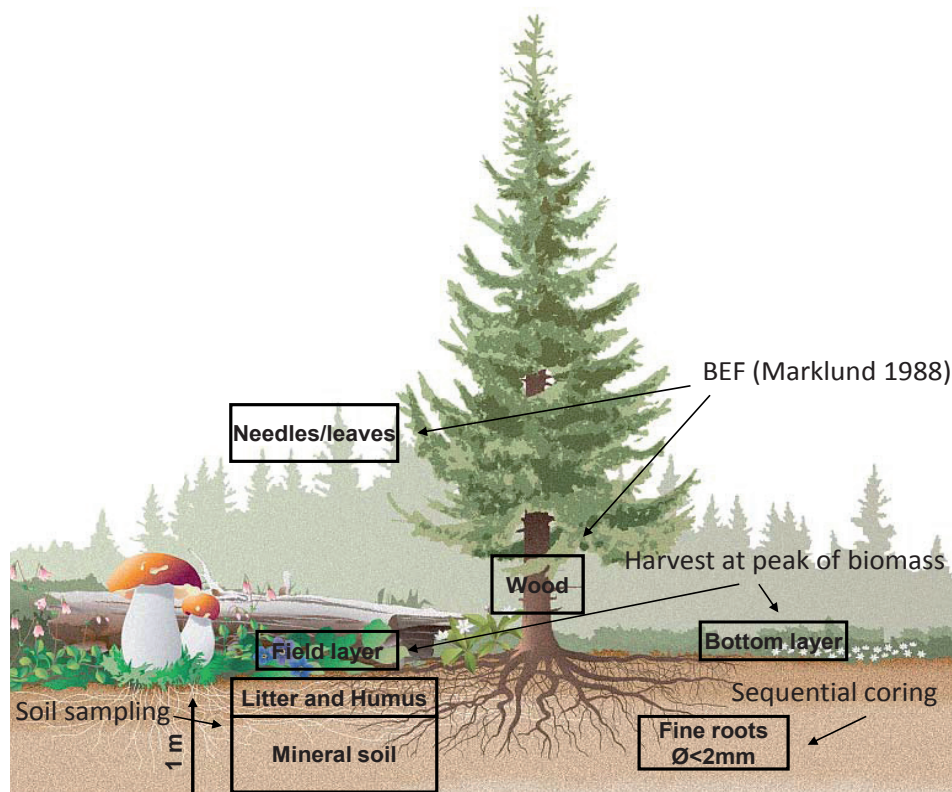 BEF (Marklund 1988)
Needles/leaves
Harvest at peak of biomass
Wood
Field layer
Bottom layer
Litter and Humus
Sequential coring
Soil sampling
Mineral soil
1 m
Fine roots
Ø<2mm